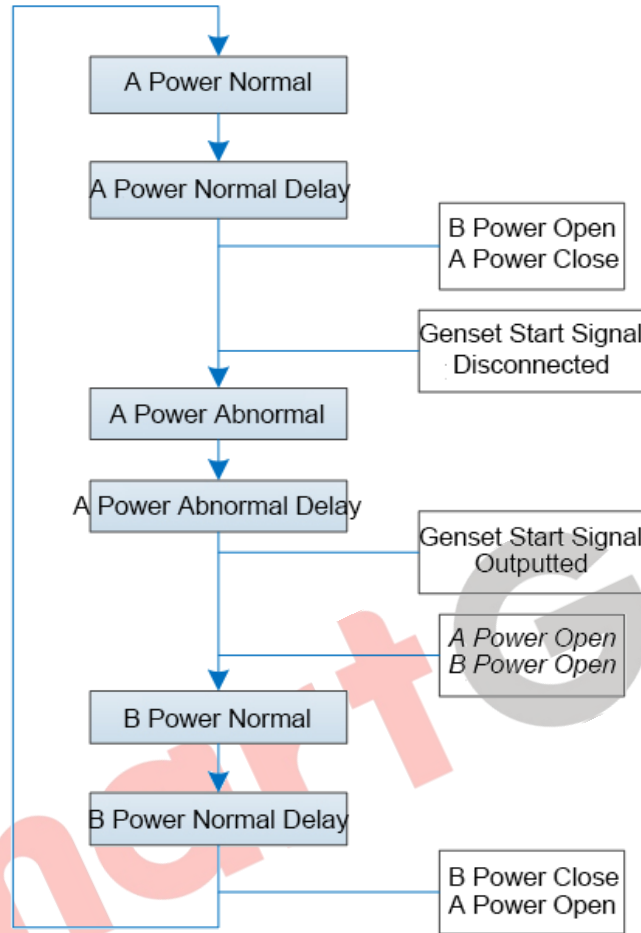 A Power Normal
A Power Normal Delay
B Power Open
A Power Close
Genset Start Signal
Disconnected
A Power Abnormal
A Power Abnormal Delay
Genset Start Signal
Outputted
A Power Open
B Power Open
B Power Normal
B Power Normal Delay
B Power Close
A Power Open
martG